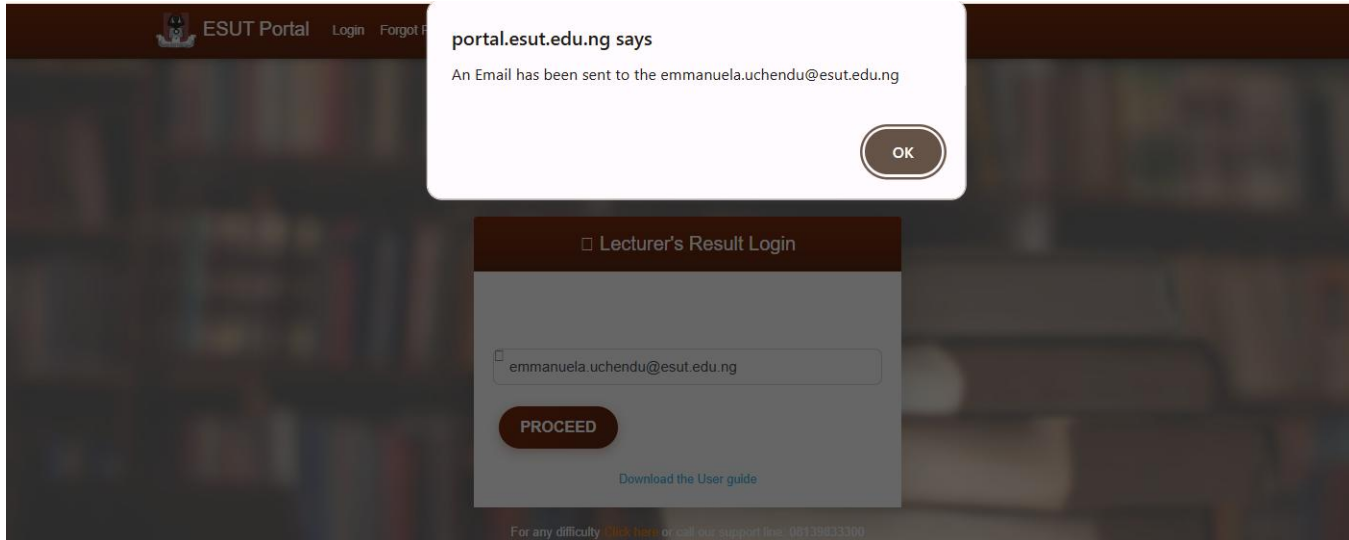 ESUT Portal Login Forgot P
portal.esut.edu.ng says
An Email has been sent to the emmanuela.uchendu@esut.edu.ng
OK
Lecturer's Result Login
emmanuela.uchendu@esut.edu.ng
PROCEED
Download the User guide
For any difficulty Click here or call our support line: 08139833300